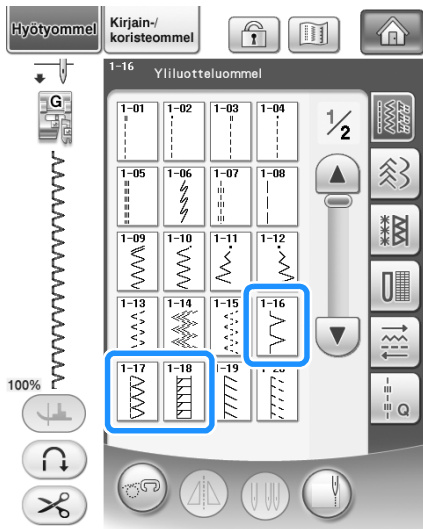 Hyötyommel
Kirjain-/
koristeommel
1-16
Yliluotteluommel
G
1-01 1-02 1-03 1-04
1/2
1-05 1-06 1-07 1-08
1-09 1-10 1-11 1-12
1-13 1-14 1-15 1-16
1-17 1-18 1-19 1-20
100%
Q